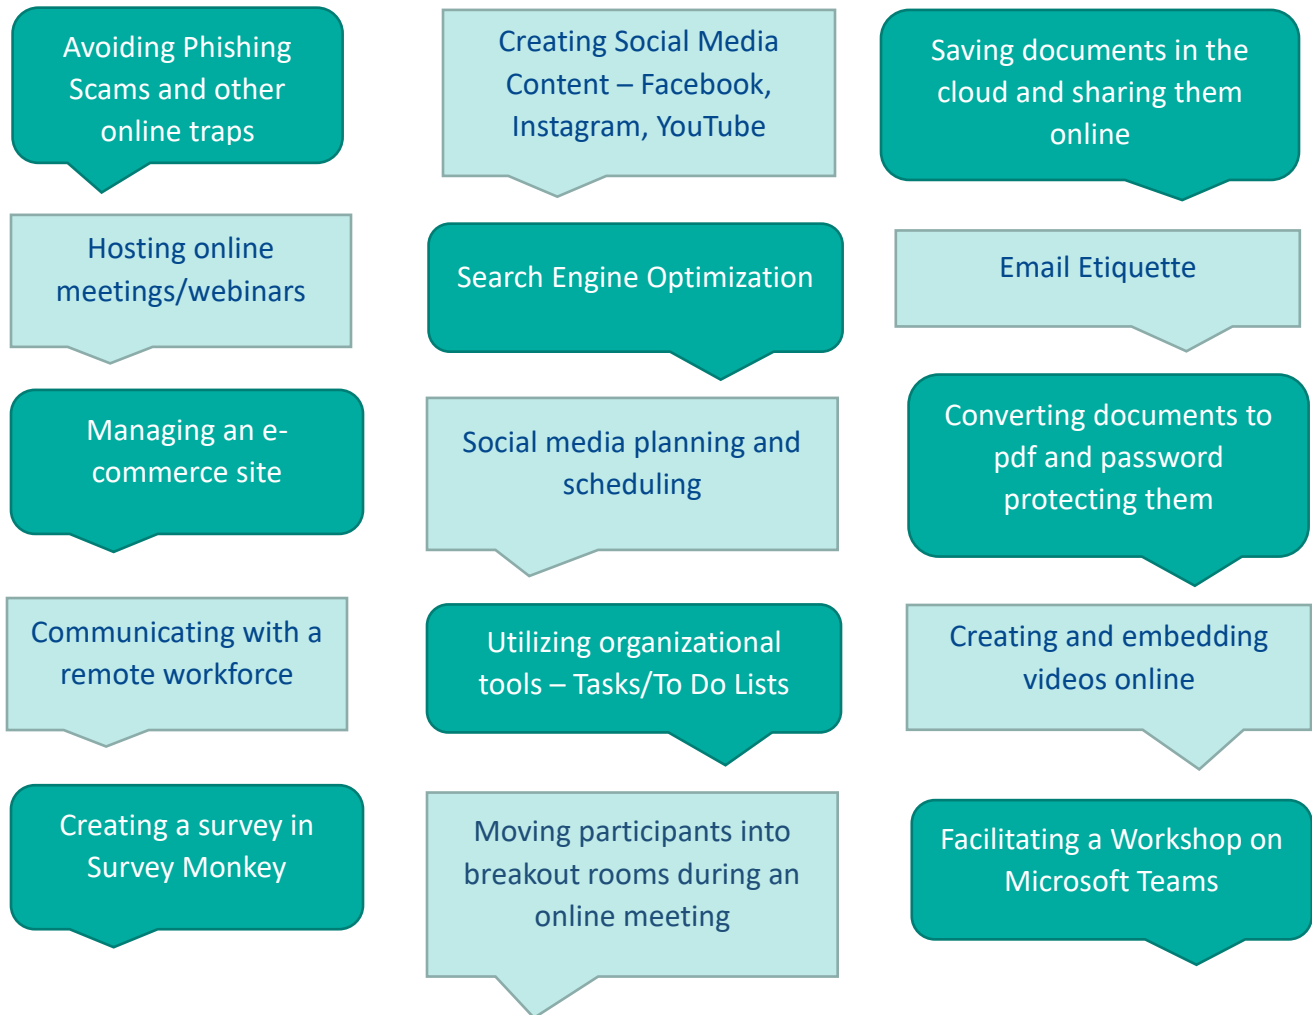 Avoiding Phishing
Scams and other
online traps
Creating Social Media
Content – Facebook,
Instagram, YouTube
Saving documents in the
cloud and sharing them
online
Hosting online
meetings/webinars
Search Engine Optimization
Email Etiquette
Managing an e-
commerce site
Social media planning and
scheduling
Converting documents to
pdf and password
protecting them
Communicating with a
remote workforce
Utilizing organizational
tools – Tasks/To Do Lists
Creating and embedding
videos online
Creating a survey in
Survey Monkey
Moving participants into
breakout rooms during an
online meeting
Facilitating a Workshop on
Microsoft Teams